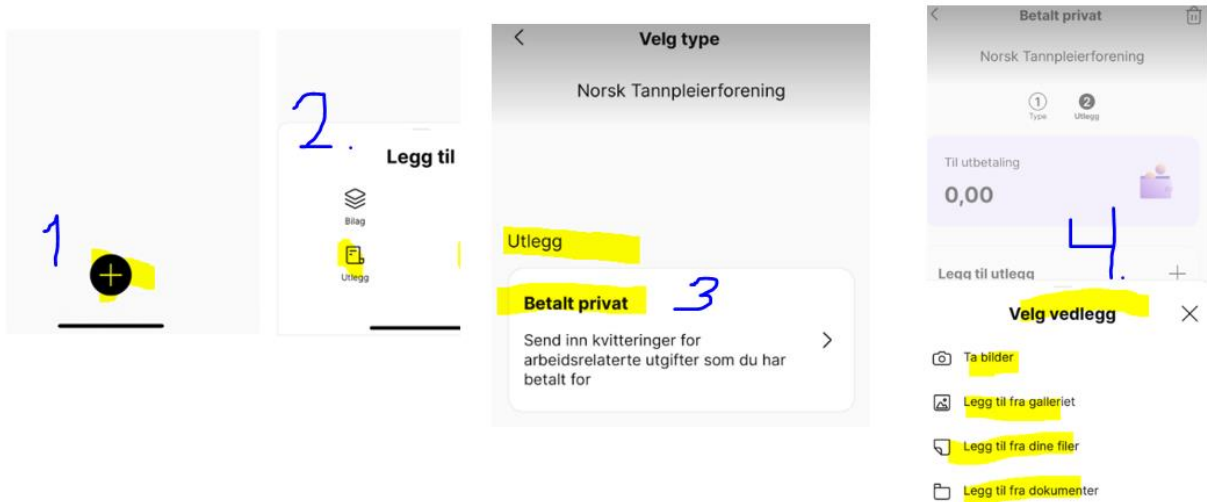 1
2.
Legg til
Bilag
Utlegg
Velg type
Norsk Tannpleierforening
Utlegg
Betalt privat
3
Send inn kvitteringer for
arbeidsrelaterte utgifter som du har
betalt for
Betalt privat
Norsk Tannpleierforening
1 2
Type Utlegg
Til utbetaling
0,00
4.
Legg til utlegg
Velg vedlegg
Ta bilder
Legg til fra galleriet
Legg til fra dine filer
Legg til fra dokumenter